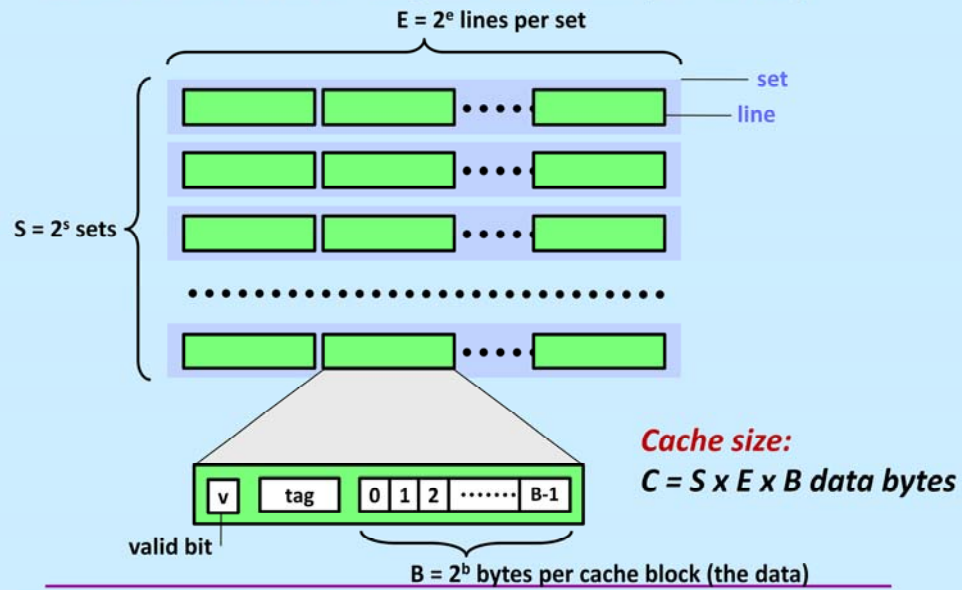 E = 2ᵉ lines per set
set
line
S = 2ˢ sets
Cache size:
C = S x E x B data bytes
v
tag
0 1 2 ······· B-1
valid bit
B = 2ᵇ bytes per cache block (the data)